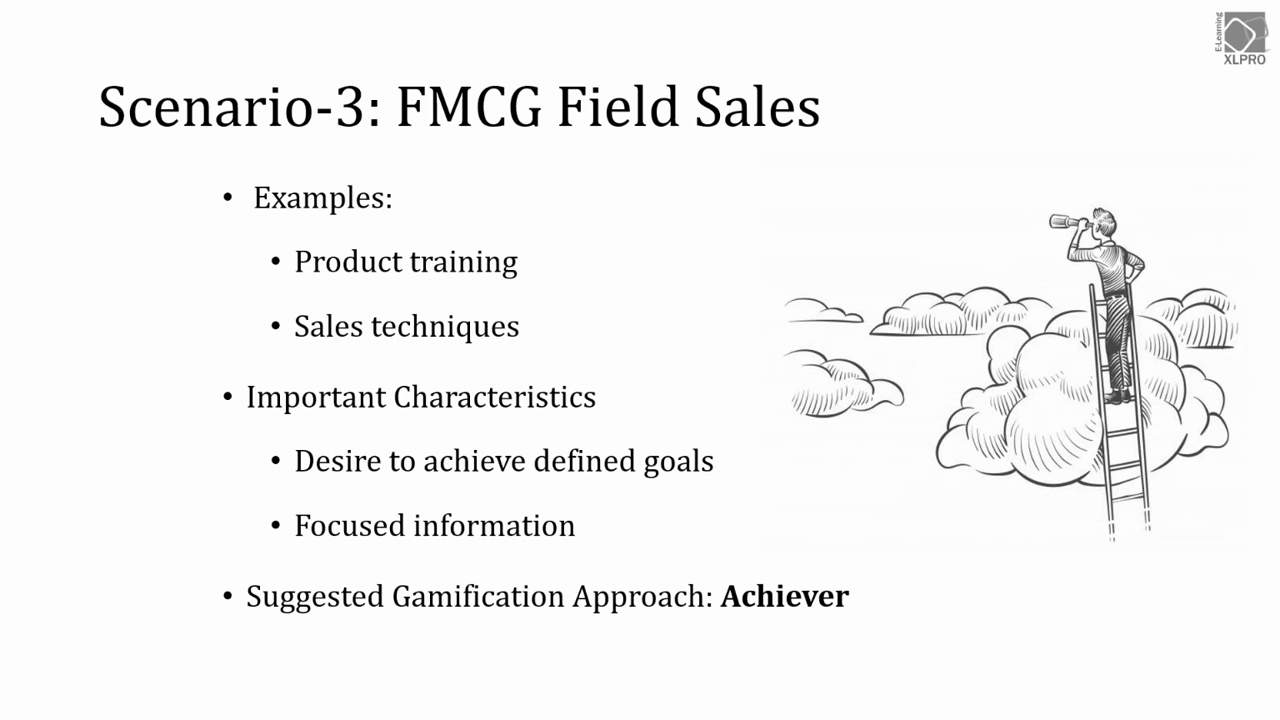 E-Learning
XLPRO
Scenario-3: FMCG Field Sales
• Examples:
• Product training
• Sales techniques
• Important Characteristics
• Desire to achieve defined goals
• Focused information
• Suggested Gamification Approach: Achiever